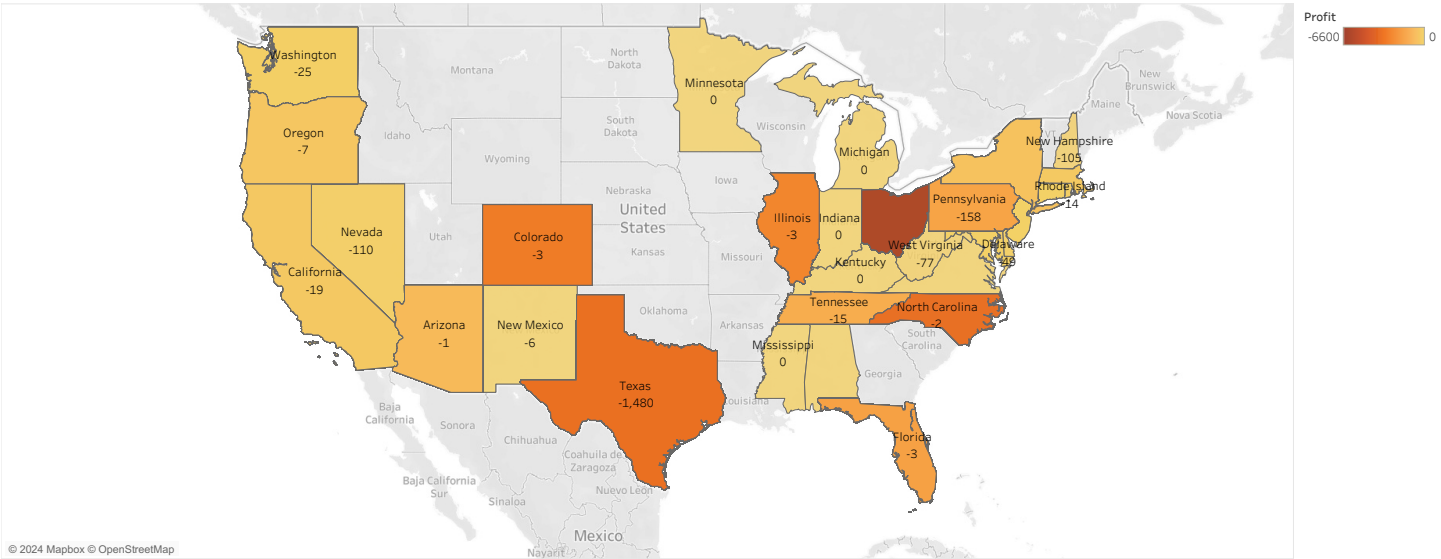 Profit
-6600
0
Washington
-25
Montana
North
Dakota
Minnesota
0
New
Brunswick
Maine
Nova Scotia
Oregon
-7
Idaho
South
Dakota
Wisconsin
Michigan
0
VT
New Hampshire
-105
Wyoming
Iowa
Rhode Island
-14
Nebraska
United
States
Pennsylvania
-158
Nevada
-110
Utah
Colorado
-3
Kansas
Missouri
Illinois
-3
Indiana
0
West Virginia
-77
Delaware
-49
Kentucky
0
California
-19
Arizona
-1
New Mexico
-6
Oklahoma
Arkansas
Tennessee
-15
North Carolina
-2
South
Carolina
Mississippi
0
Georgia
Texas
-1,480
Louisiana
Florida
-3
Baja
California
Sonora
Chihuahua
Coahuila de
Zaragoza
Baja California
Sur
Sinaloa
Nuevo León
Mexico
Nayarit
© 2024 Mapbox © OpenStreetMap